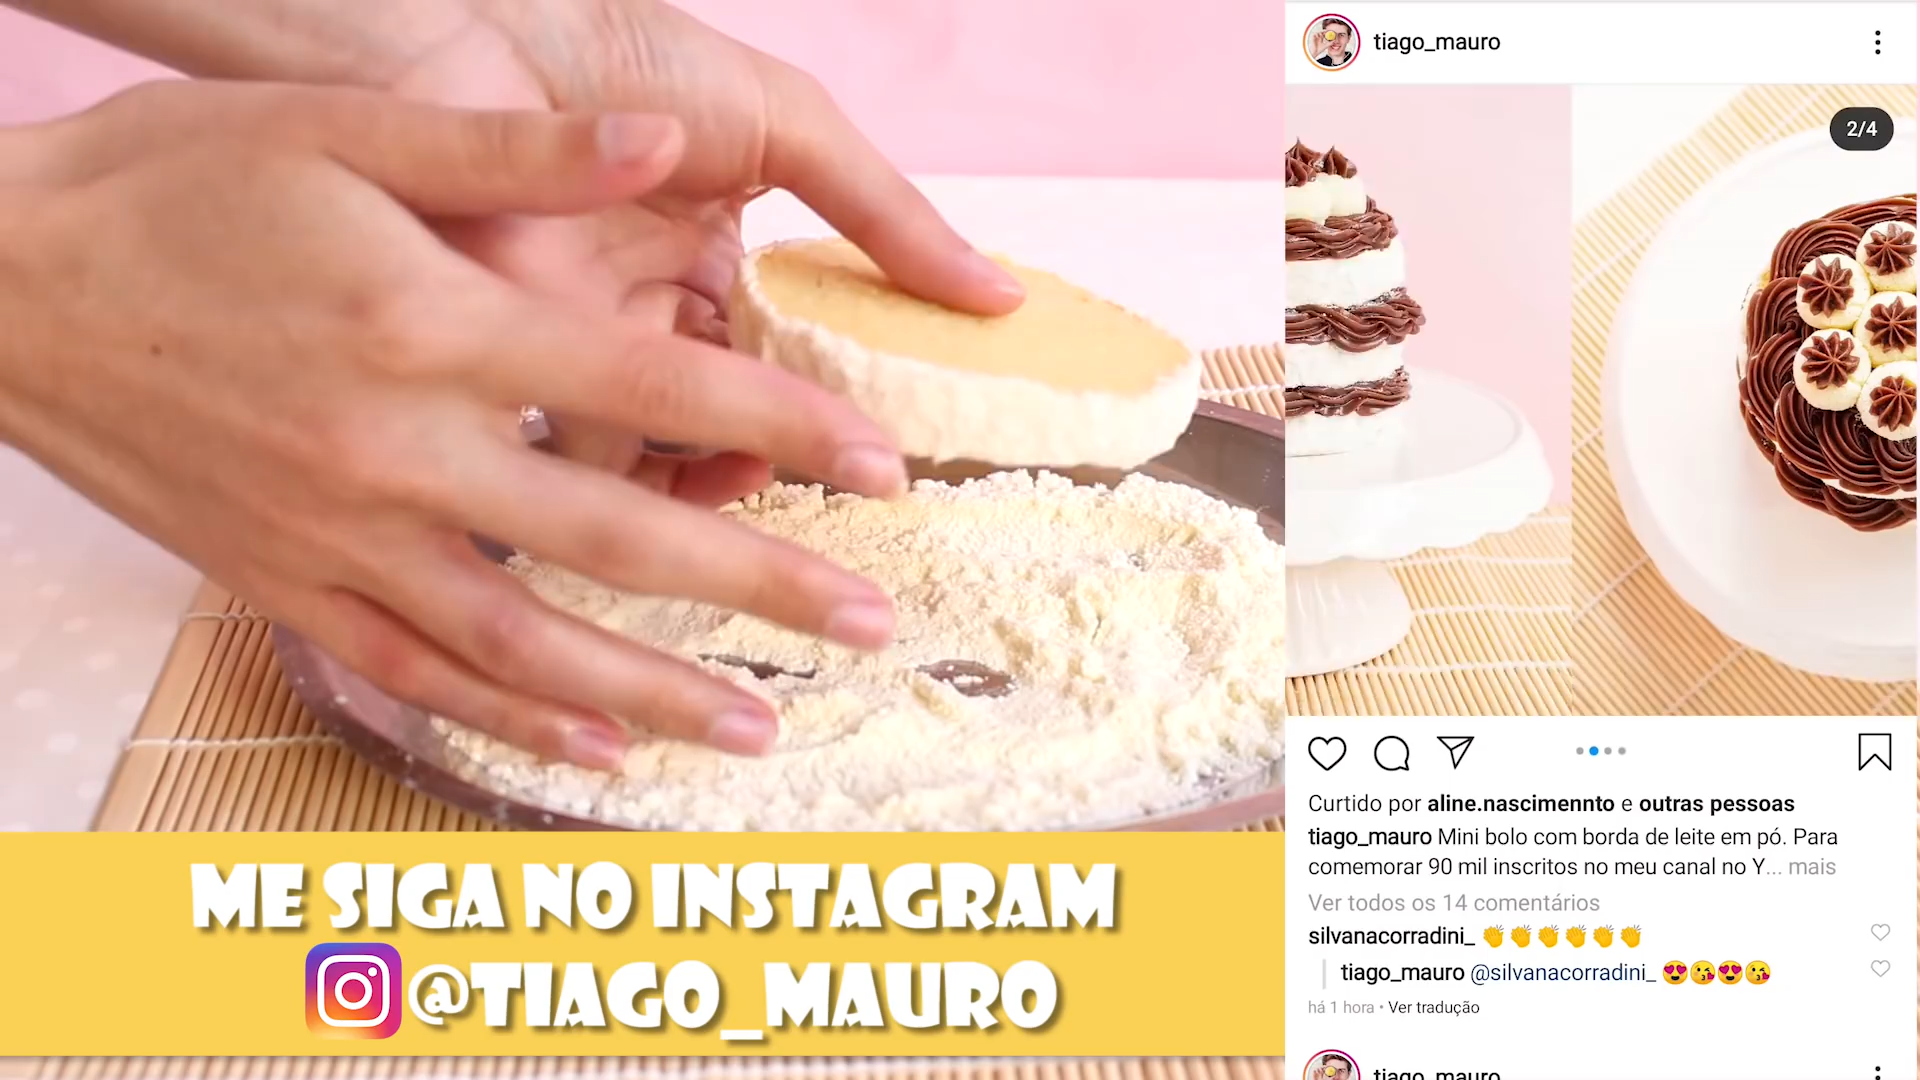 ME SIGA NO INSTAGRAM
@TIAGO_MAURO
tiago_mauro
2/4
Curtido por aline.nascimennto e outras pessoas
tiago_mauro Mini bolo com borda de leite em pó. Para
comemorar 90 mil inscritos no meu canal no Y... mais
Ver todos os 14 comentários
silvanacorradini_ 👏👏👏👏👏👏
tiago_mauro @silvanacorradini_ 😍😘😍😘
há 1 hora • Ver tradução
tiago_mauro